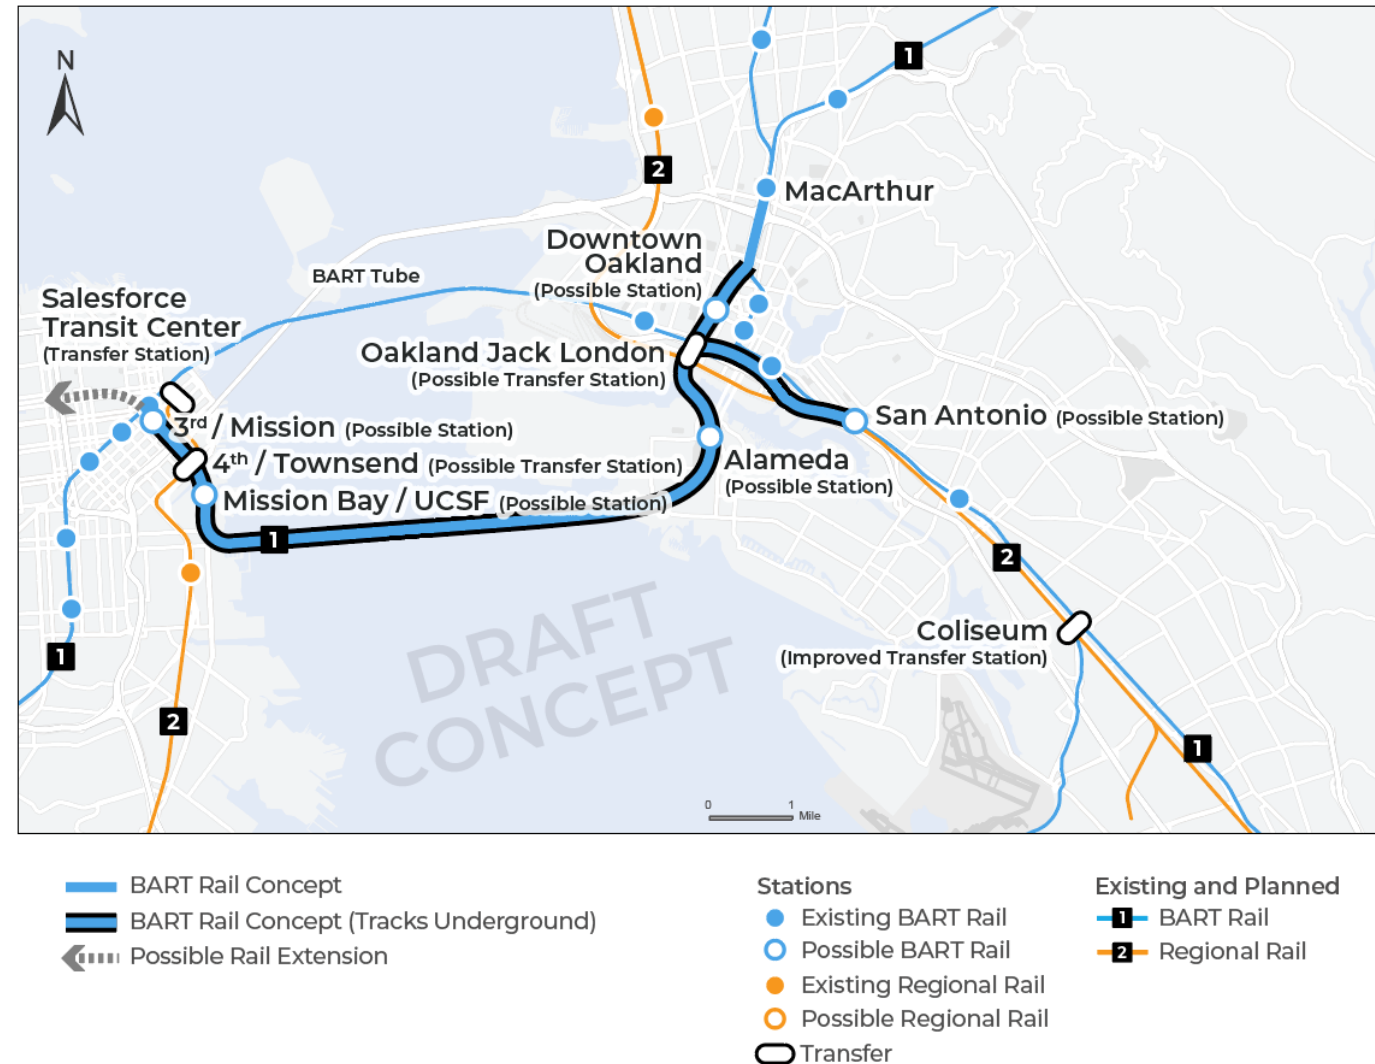 N
1
2
MacArthur
Downtown
Oakland
(Possible Station)
BART Tube
Salesforce
Transit Center
(Transfer Station)
Oakland Jack London
(Possible Transfer Station)
San Antonio (Possible Station)
3rd / Mission (Possible Station)
4th / Townsend (Possible Transfer Station)
Alameda
(Possible Station)
Mission Bay / UCSF (Possible Station)
1
2
DRAFT
CONCEPT
Coliseum
(Improved Transfer Station)
1
2
1
0 1
Mile
BART Rail Concept
BART Rail Concept (Tracks Underground)
Possible Rail Extension
Stations
Existing BART Rail
Possible BART Rail
Existing Regional Rail
Possible Regional Rail
Transfer
Existing and Planned
1 BART Rail
2 Regional Rail